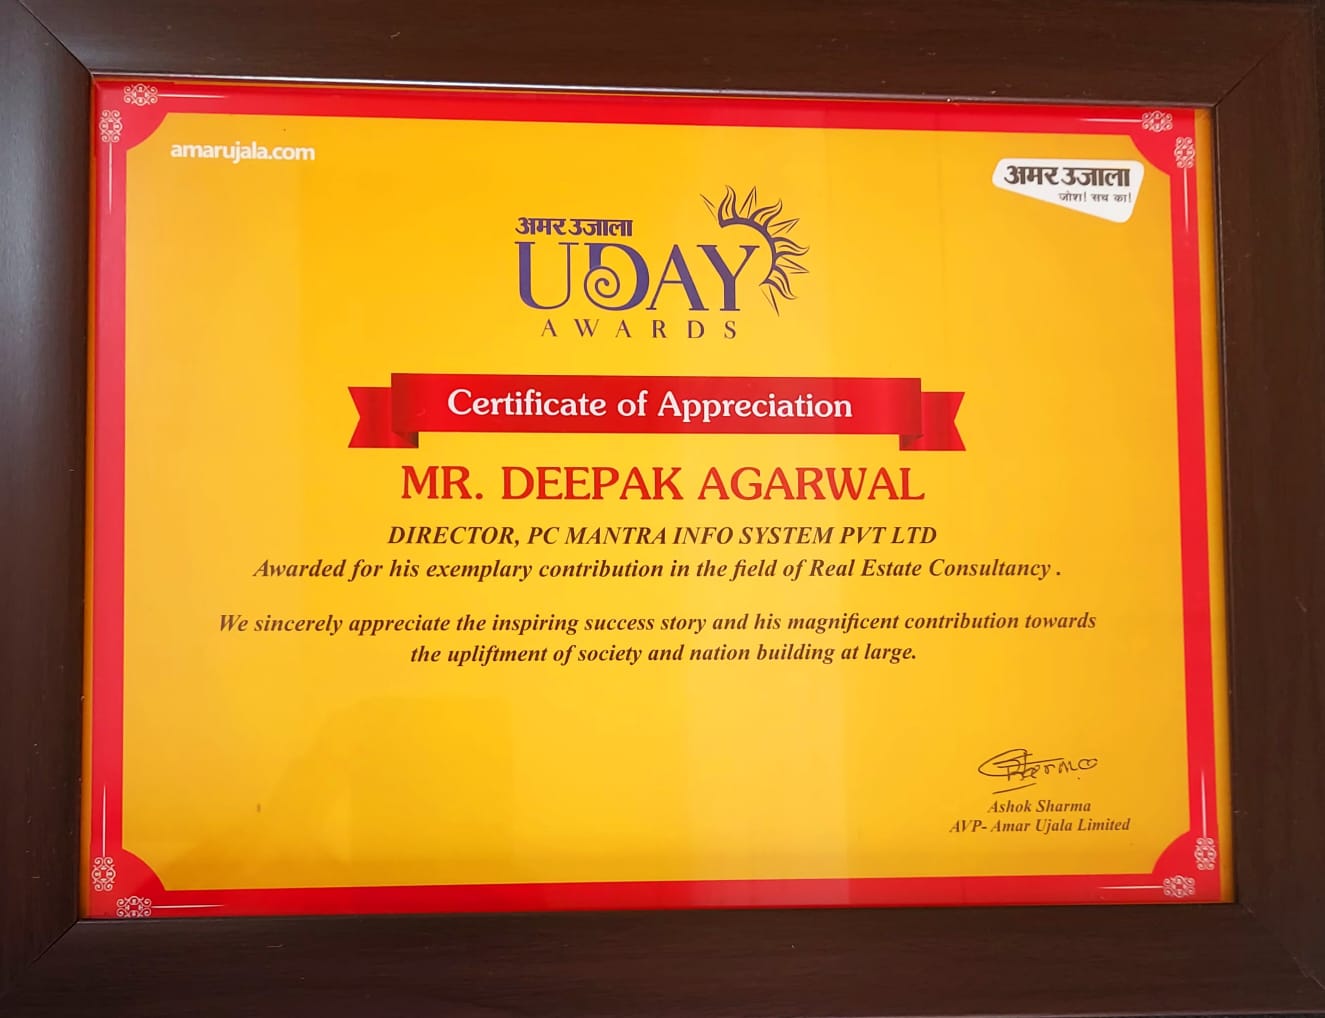 amarujala.com
अमर उजाला
जोश! सच का!
अमर उजाला
UDAY
AWARDS
Certificate of Appreciation
MR. DEEPAK AGARWAL
DIRECTOR, PC MANTRA INFO SYSTEM PVT LTD
Awarded for his exemplary contribution in the field of Real Estate Consultancy .
We sincerely appreciate the inspiring success story and his magnificent contribution towards
the upliftment of society and nation building at large.
Ashok Sharma
AVP- Amar Ujala Limited